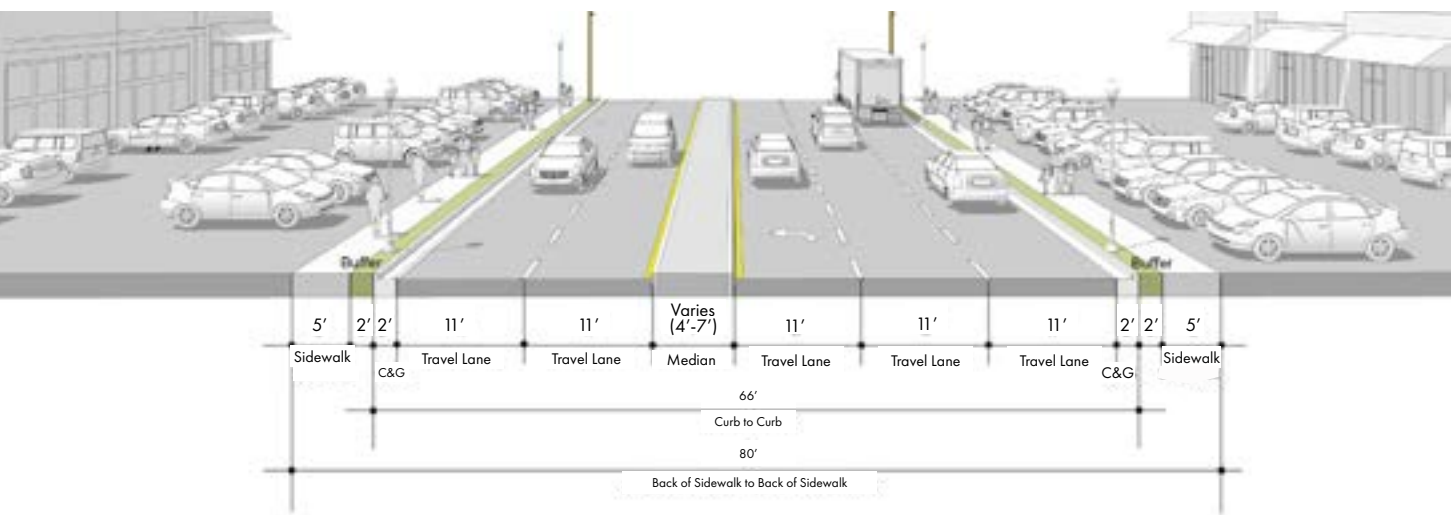 Buffer
Buffer
5’ 2’ 2’ 11’ 11’ Varies (4’-7’) 11’ 11’ 11’ 2’ 2’ 5’
Sidewalk Travel Lane Travel Lane Median Travel Lane Travel Lane Travel Lane Sidewalk
C&G C&G
66’
Curb to Curb
80’
Back of Sidewalk to Back of Sidewalk